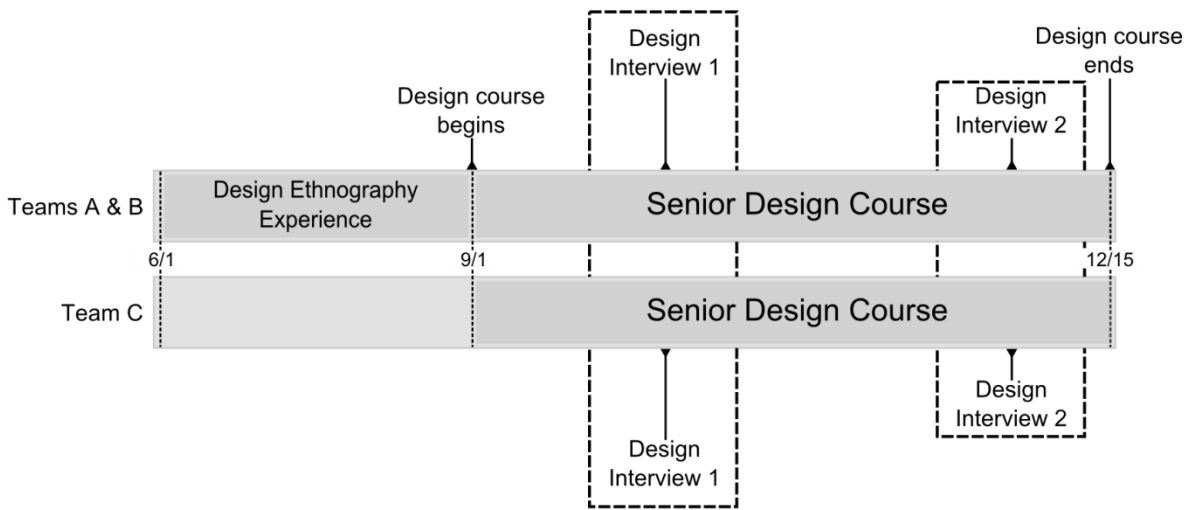 Design
Interview 1
Design course
ends
Design course
begins
Design
Interview 2
Teams A & B
Design Ethnography
Experience
Senior Design Course
6/1
9/1
12/15
Team C
Senior Design Course
Design
Interview 2
Design
Interview 1